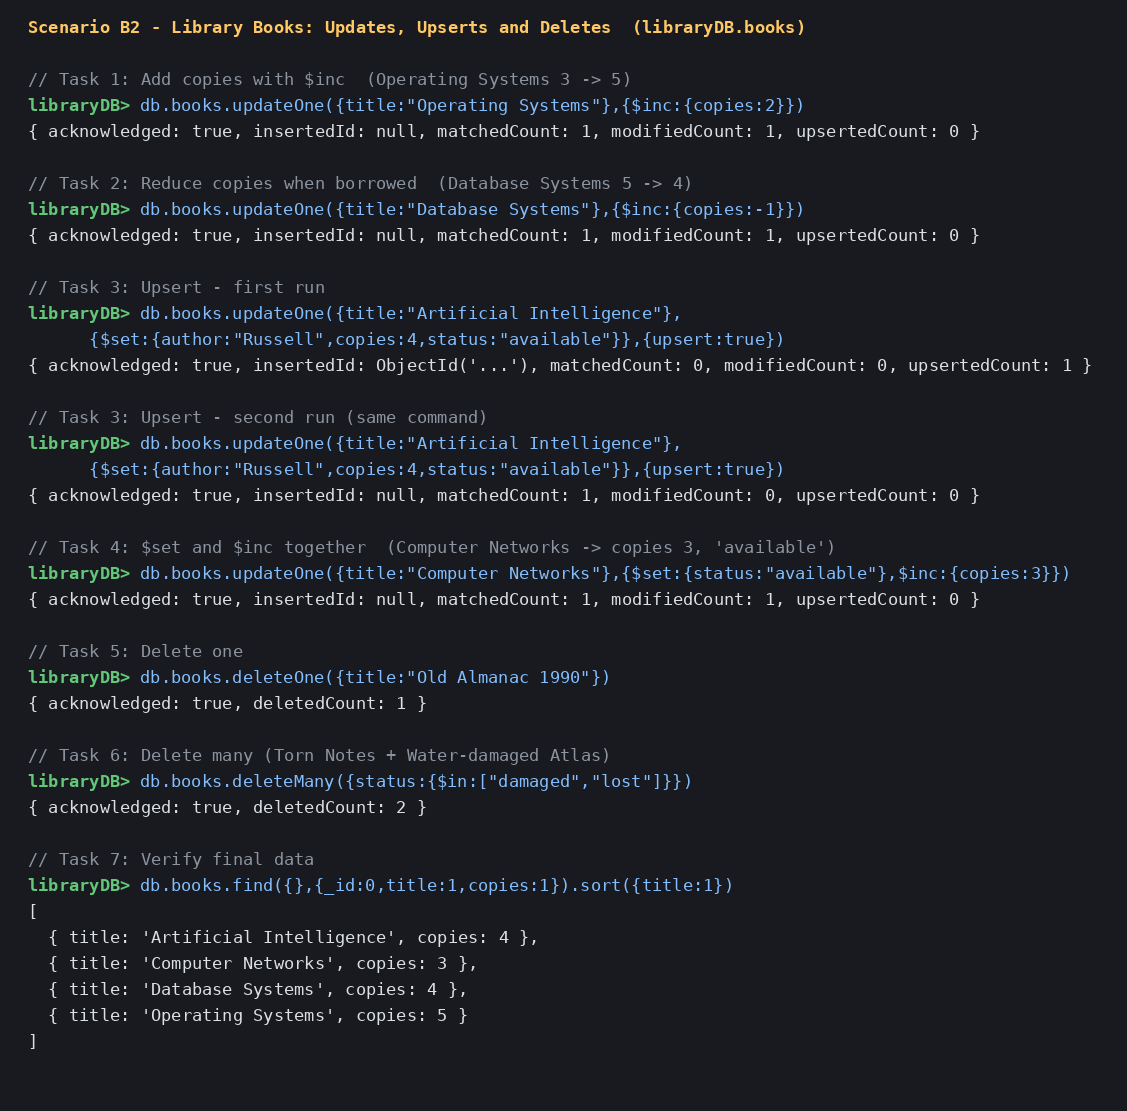 Scenario B2 - Library Books: Updates, Upserts and Deletes  (libraryDB.books)
// Task 1: Add copies with $inc  (Operating Systems 3 -> 5)
libraryDB> db.books.updateOne({title:"Operating Systems"},{$inc:{copies:2}})
{ acknowledged: true, insertedId: null, matchedCount: 1, modifiedCount: 1, upsertedCount: 0 }
// Task 2: Reduce copies when borrowed  (Database Systems 5 -> 4)
libraryDB> db.books.updateOne({title:"Database Systems"},{$inc:{copies:-1}})
{ acknowledged: true, insertedId: null, matchedCount: 1, modifiedCount: 1, upsertedCount: 0 }
// Task 3: Upsert - first run
libraryDB> db.books.updateOne({title:"Artificial Intelligence"},
      {$set:{author:"Russell",copies:4,status:"available"}},{upsert:true})
{ acknowledged: true, insertedId: ObjectId('...'), matchedCount: 0, modifiedCount: 0, upsertedCount: 1 }
// Task 3: Upsert - second run (same command)
libraryDB> db.books.updateOne({title:"Artificial Intelligence"},
      {$set:{author:"Russell",copies:4,status:"available"}},{upsert:true})
{ acknowledged: true, insertedId: null, matchedCount: 1, modifiedCount: 0, upsertedCount: 0 }
// Task 4: $set and $inc together  (Computer Networks -> copies 3, 'available')
libraryDB> db.books.updateOne({title:"Computer Networks"},{$set:{status:"available"},$inc:{copies:3}})
{ acknowledged: true, insertedId: null, matchedCount: 1, modifiedCount: 1, upsertedCount: 0 }
// Task 5: Delete one
libraryDB> db.books.deleteOne({title:"Old Almanac 1990"})
{ acknowledged: true, deletedCount: 1 }
// Task 6: Delete many (Torn Notes + Water-damaged Atlas)
libraryDB> db.books.deleteMany({status:{$in:["damaged","lost"]}})
{ acknowledged: true, deletedCount: 2 }
// Task 7: Verify final data
libraryDB> db.books.find({},{_id:0,title:1,copies:1}).sort({title:1})
[
  { title: 'Artificial Intelligence', copies: 4 },
  { title: 'Computer Networks', copies: 3 },
  { title: 'Database Systems', copies: 4 },
  { title: 'Operating Systems', copies: 5 }
]